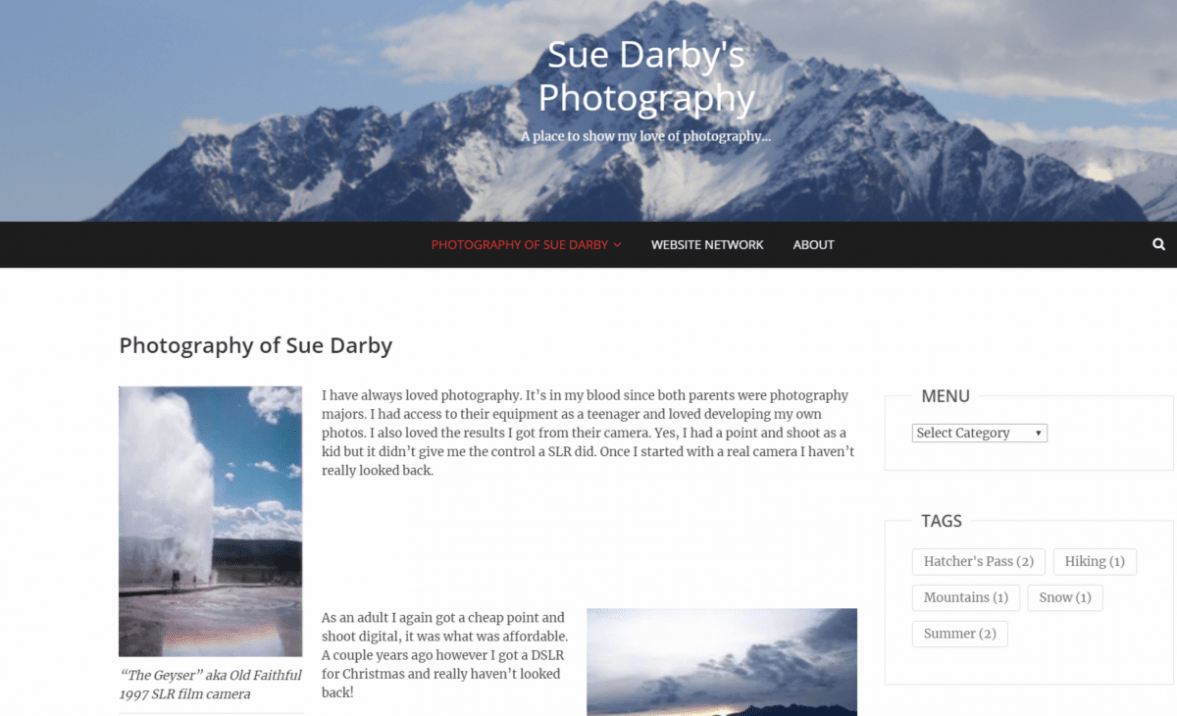 Sue Darby's
Photography
A place to show my love of photography...
PHOTOGRAPHY OF SUE DARBY
WEBSITE NETWORK
ABOUT
Photography of Sue Darby
I have always loved photography. It’s in my blood since both parents were photography
majors. I had access to their equipment as a teenager and loved developing my own
photos. I also loved the results I got from their camera. Yes, I had a point and shoot as a
kid but it didn’t give me the control a SLR did. Once I started with a real camera I haven’t
really looked back.
“The Geyser” aka Old Faithful
1997 SLR film camera
As an adult I again got a cheap point and
shoot digital, it was what was affordable.
A couple years ago however I got a DSLR
for Christmas and really haven’t looked
back!
MENU
Select Category
TAGS
Hatcher's Pass (2)
Hiking (1)
Mountains (1)
Snow (1)
Summer (2)